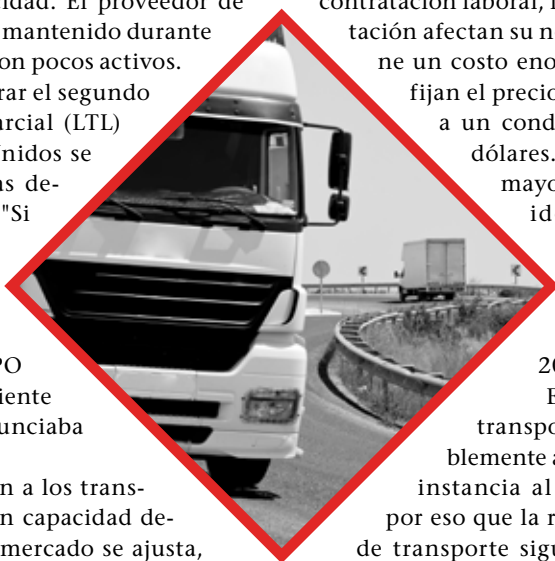 idad. El proveedor de
mantenido durante
on pocos activos.
rar el segundo
arcial (LTL)
nidos se
as de-
"Si
PO
iente
unciaba
n a los trans-
n capacidad de-
mercado se ajusta,
contratación laboral,
tación afectan su n
ne un costo eno
fijan el precio
a un cond
dólares.
mayo
id
20
E
transpo
blemente a
instancia al
por eso que la r
de transporte sigu